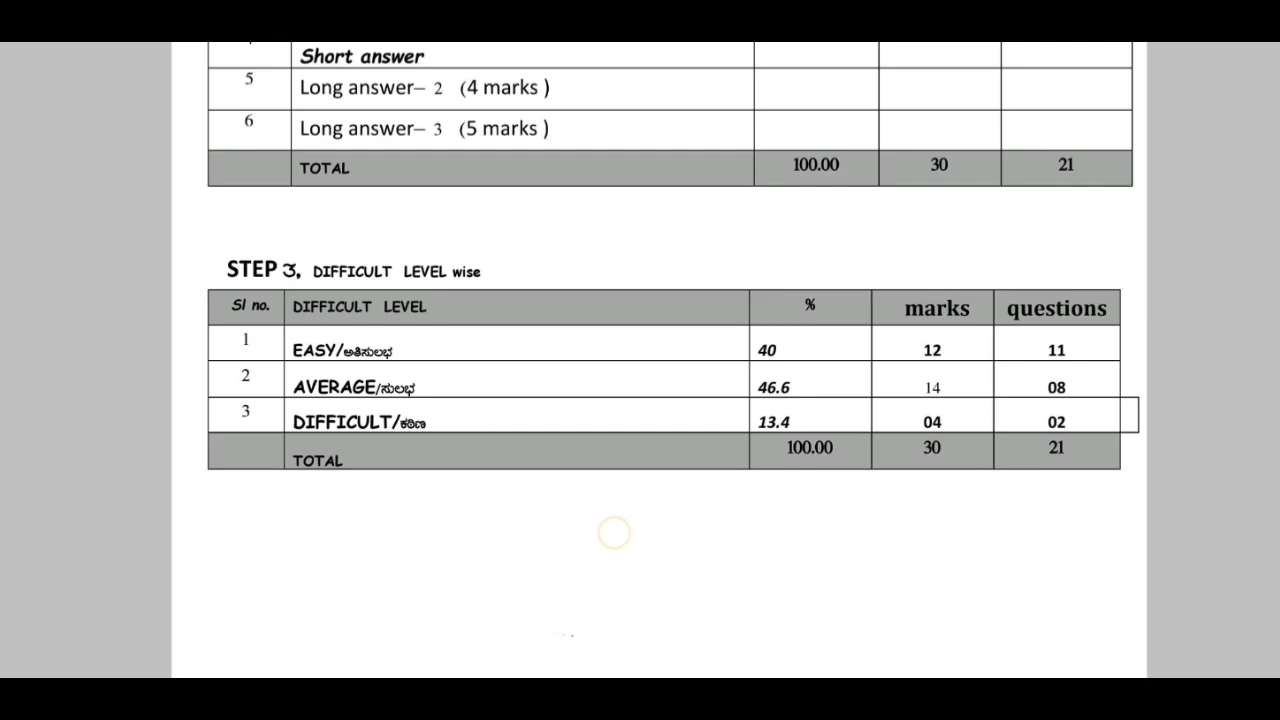 Short answer
5 Long answer– 2 (4 marks )
6 Long answer– 3 (5 marks )
TOTAL 100.00 30 21
STEP 3, DIFFICULT LEVEL wise
Sl no. DIFFICULT LEVEL % marks questions
1 EASY/ಅತಿಸುಲಭ 40 12 11
2 AVERAGE/ಸುಲಭ 46.6 14 08
3 DIFFICULT/ಕಠಿಣ 13.4 04 02
TOTAL 100.00 30 21